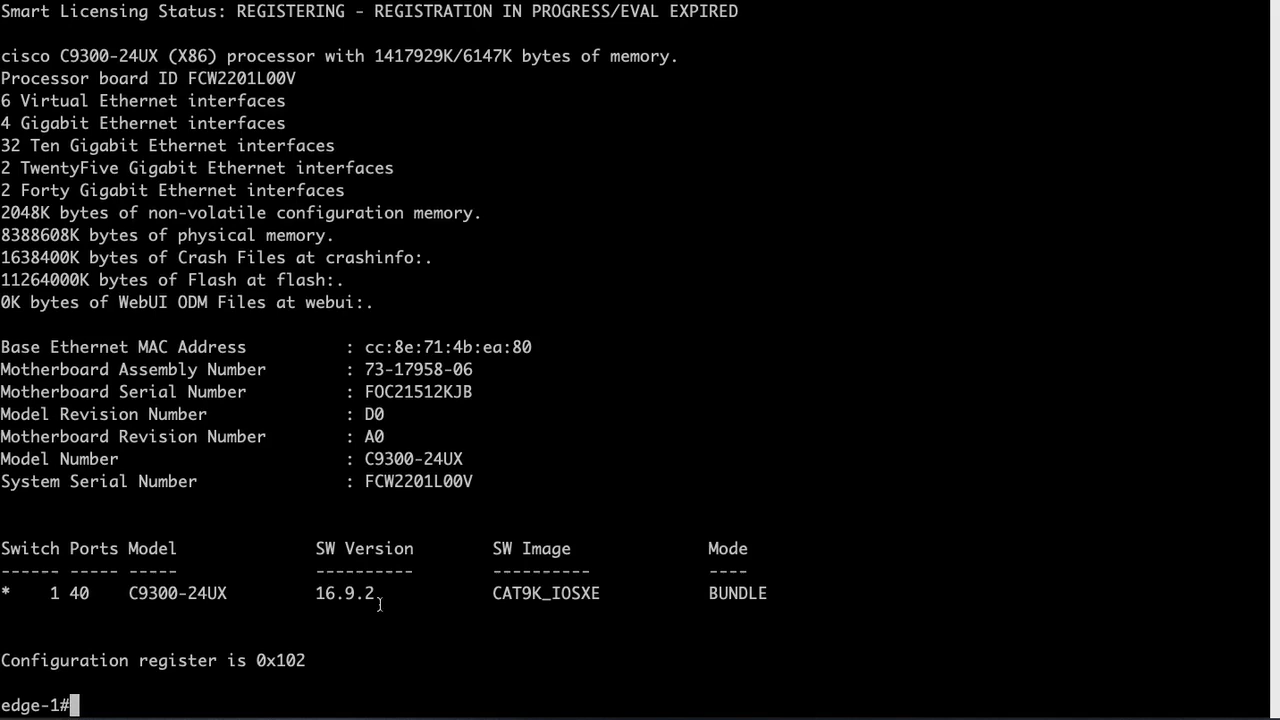 Smart Licensing Status: REGISTERING - REGISTRATION IN PROGRESS/EVAL EXPIRED
cisco C9300-24UX (X86) processor with 1417929K/6147K bytes of memory.
Processor board ID FCW2201L00V
6 Virtual Ethernet interfaces
4 Gigabit Ethernet interfaces
32 Ten Gigabit Ethernet interfaces
2 TwentyFive Gigabit Ethernet interfaces
2 Forty Gigabit Ethernet interfaces
2048K bytes of non-volatile configuration memory.
8388608K bytes of physical memory.
1638400K bytes of Crash Files at crashinfo:.
11264000K bytes of Flash at flash:.
0K bytes of WebUI ODM Files at webui:.
Base Ethernet MAC Address          : cc:8e:71:4b:ea:80
Motherboard Assembly Number        : 73-17958-06
Motherboard Serial Number          : FOC21512KJB
Model Revision Number              : D0
Motherboard Revision Number        : A0
Model Number                       : C9300-24UX
System Serial Number               : FCW2201L00V
Switch Ports Model              SW Version        SW Image              Mode
------ ----- -----              ----------        ----------            ----
*    1 40    C9300-24UX         16.9.2            CAT9K_IOSXE           BUNDLE
Configuration register is 0x102
edge-1#